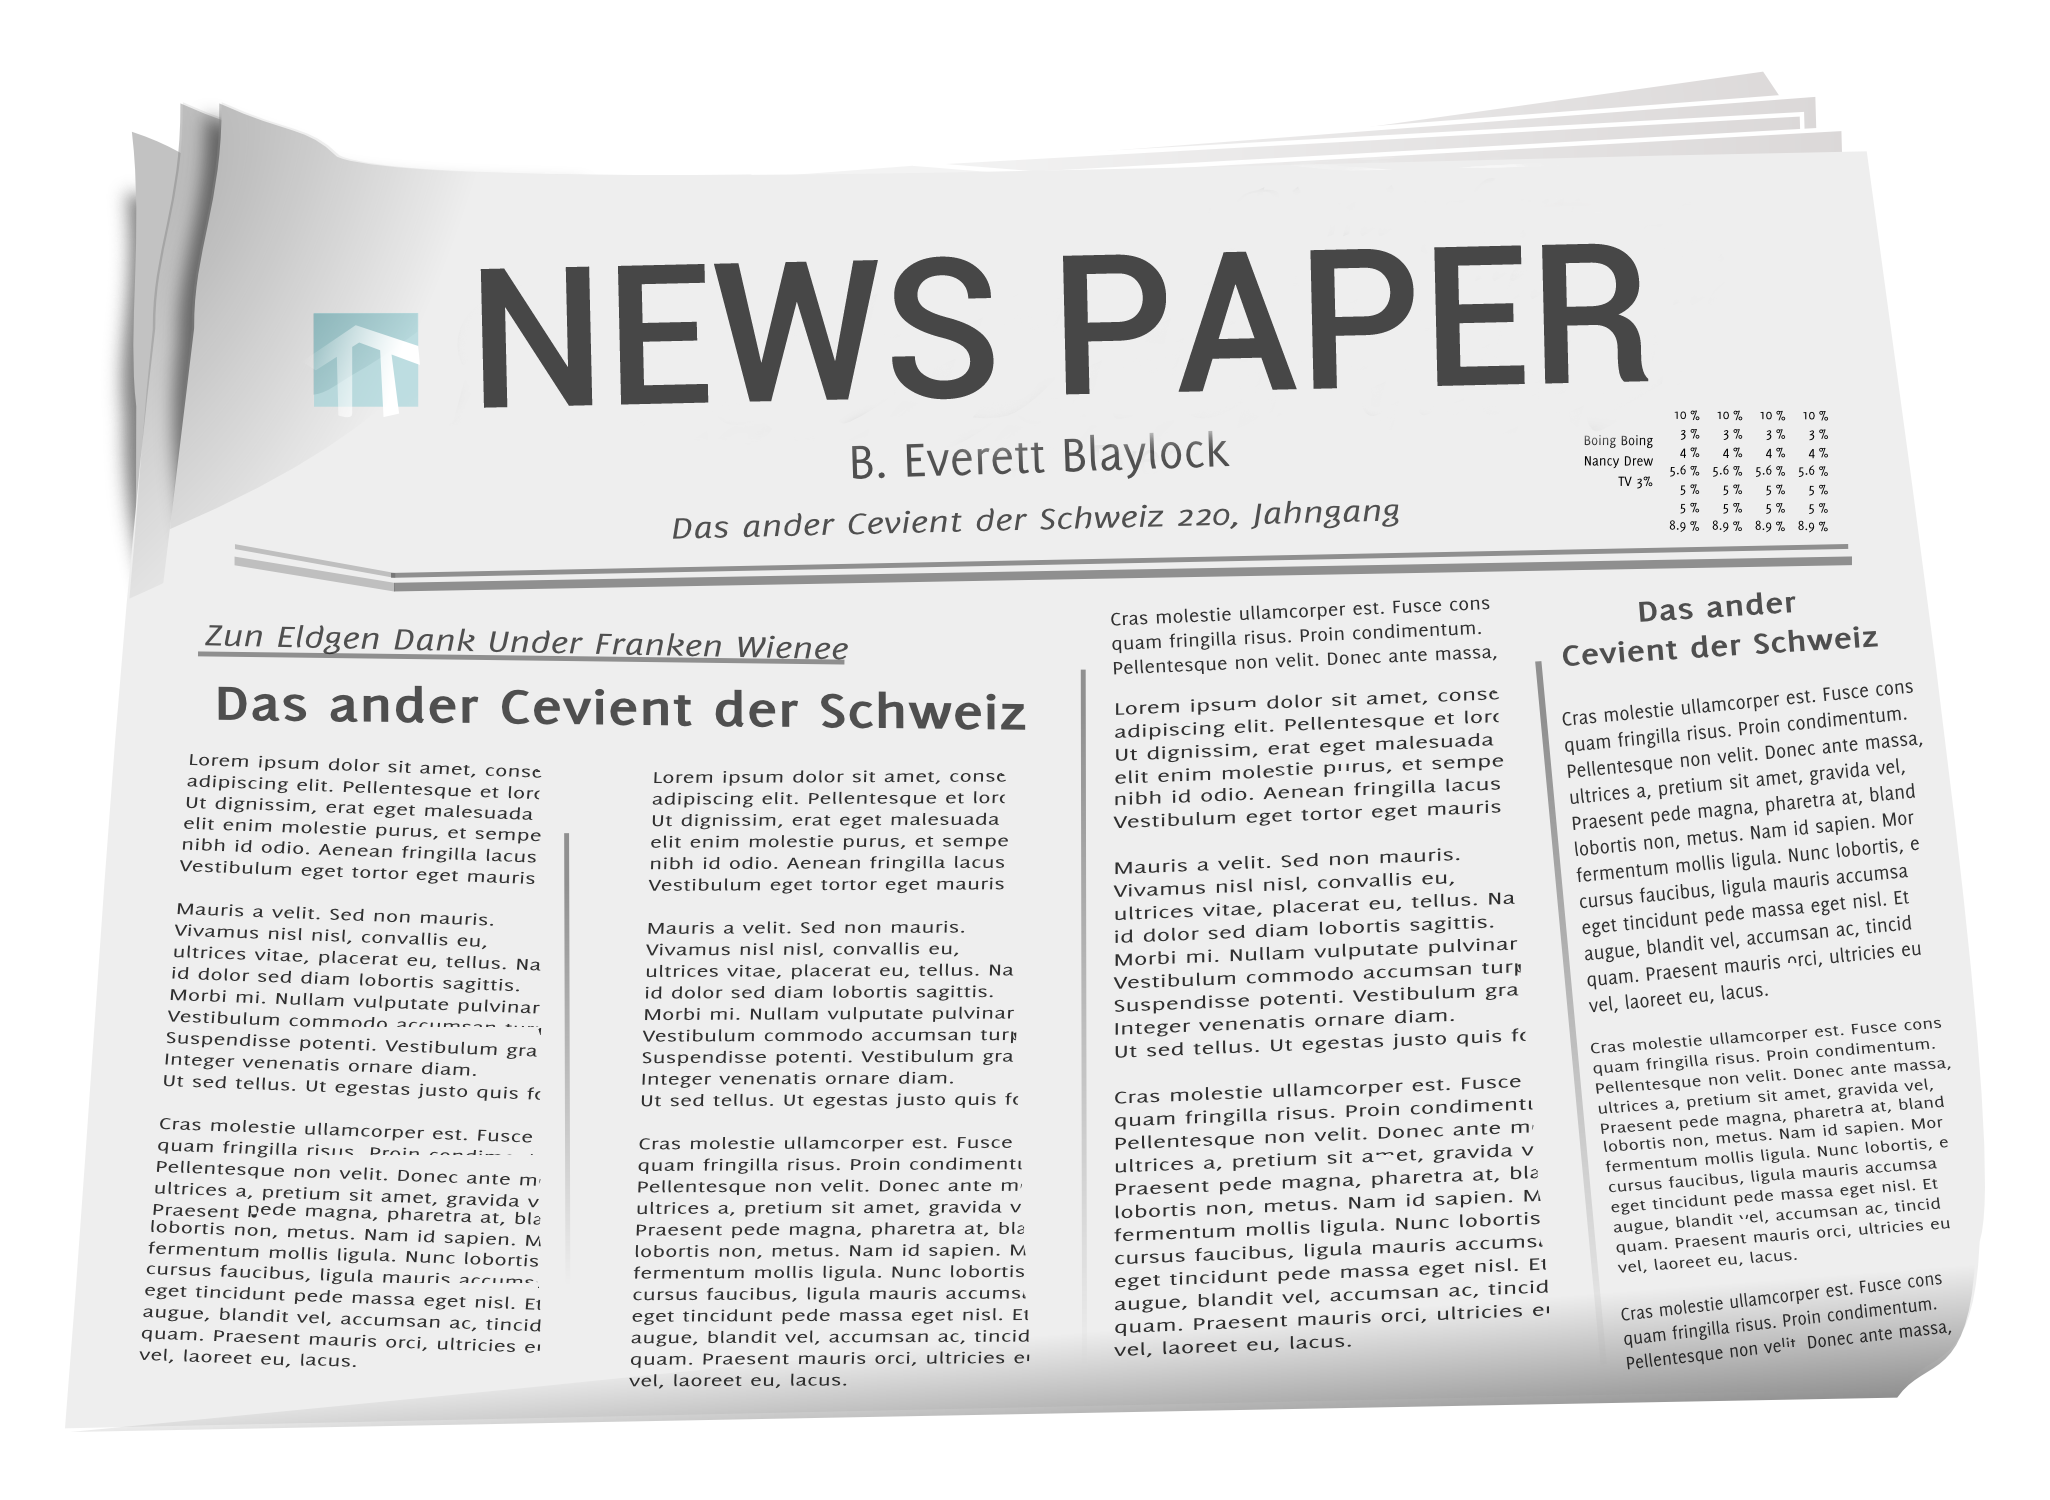 NEWS PAPER
B. Everett Blaylock
Das ander Cevient der Schweiz 220, Jahngang
10 % 10 % 10 % 10 %
3 % 3 % 3 % 3 %
Boing Boing
4 % 4 % 4 % 4 %
Nancy Drew
5.6 % 5.6 % 5.6 % 5.6 %
TV 3%
5 % 5 % 5 % 5 %
5 % 5 % 5 % 5 %
8.9 % 8.9 % 8.9 % 8.9 %
Zun Eldgen Dank Under Franken Wienee
Das ander Cevient der Schweiz
Lorem ipsum dolor sit amet, conse
adipiscing elit. Pellentesque et lorc
Ut dignissim, erat eget malesuada
elit enim molestie purus, et sempe
nibh id odio. Aenean fringilla lacus
Vestibulum eget tortor eget mauris
Mauris a velit. Sed non mauris.
Vivamus nisl nisl, convallis eu,
ultrices vitae, placerat eu, tellus. Na
id dolor sed diam lobortis sagittis.
Morbi mi. Nullam vulputate pulvinar
Vestibulum commodo accumsan
Suspendisse potenti. Vestibulum gra
Integer venenatis ornare diam.
Ut sed tellus. Ut egestas justo quis
Cras molestie ullamcorper est. Fusce
quam fringilla risus. Proin
Pellentesque non velit. Donec ante
ultrices a, pretium sit amet, gravida v
Praesent pede magna, pharetra at, bla
lobortis non, metus. Nam id sapien. M
fermentum mollis ligula. Nunc lobortis
cursus faucibus, ligula mauris
eget tincidunt pede massa eget nisl. Et
augue, blandit vel, accumsan ac, tincid
quam. Praesent mauris orci, ultricies
vel, laoreet eu, lacus.
Lorem ipsum dolor sit amet, conse
adipiscing elit. Pellentesque et lorc
Ut dignissim, erat eget malesuada
elit enim molestie purus, et sempe
nibh id odio. Aenean fringilla lacus
Vestibulum eget tortor eget mauris
Mauris a velit. Sed non mauris.
Vivamus nisl nisl, convallis eu,
ultrices vitae, placerat eu, tellus. Na
id dolor sed diam lobortis sagittis.
Morbi mi. Nullam vulputate pulvinar
Vestibulum commodo accumsan turp
Suspendisse potenti. Vestibulum gra
Integer venenatis ornare diam.
Ut sed tellus. Ut egestas justo quis
Cras molestie ullamcorper est. Fusce
quam fringilla risus. Proin condimentu
Pellentesque non velit. Donec ante
ultrices a, pretium sit amet, gravida v
Praesent pede magna, pharetra at, bla
lobortis non, metus. Nam id sapien. M
fermentum mollis ligula. Nunc lobortis
cursus faucibus, ligula mauris accums
eget tincidunt pede massa eget nisl. Et
augue, blandit vel, accumsan ac, tincid
quam. Praesent mauris orci, ultricies
vel, laoreet eu, lacus.
Cras molestie ullamcorper est. Fusce cons
quam fringilla risus. Proin condimentum.
Pellentesque non velit. Donec ante massa,
Lorem ipsum dolor sit amet, conse
adipiscing elit. Pellentesque et lorc
Ut dignissim, erat eget malesuada
elit enim molestie purus, et sempe
nibh id odio. Aenean fringilla lacus
Vestibulum eget tortor eget mauris
Mauris a velit. Sed non mauris.
Vivamus nisl nisl, convallis eu,
ultrices vitae, placerat eu, tellus. Na
id dolor sed diam lobortis sagittis.
Morbi mi. Nullam vulputate pulvinar
Vestibulum commodo accumsan turp
Suspendisse potenti. Vestibulum gra
Integer venenatis ornare diam.
Ut sed tellus. Ut egestas justo quis
Cras molestie ullamcorper est. Fusce
quam fringilla risus. Proin condimentu
Pellentesque non velit. Donec ante
ultrices a, pretium sit amet, gravida v
Praesent pede magna, pharetra at, bla
lobortis non, metus. Nam id sapien. M
fermentum mollis ligula. Nunc lobortis
cursus faucibus, ligula mauris accums
eget tincidunt pede massa eget nisl. Et
augue, blandit vel, accumsan ac, tincid
quam. Praesent mauris orci, ultricies
vel, laoreet eu, lacus.
Das ander
Cevient der Schweiz
Cras molestie ullamcorper est. Fusce cons
quam fringilla risus. Proin condimentum.
Pellentesque non velit. Donec ante massa,
ultrices a, pretium sit amet, gravida vel,
Praesent pede magna, pharetra at, bland
lobortis non, metus. Nam id sapien. Mor
fermentum mollis ligula. Nunc lobortis, e
cursus faucibus, ligula mauris accumsa
eget tincidunt pede massa eget nisl. Et
augue, blandit vel, accumsan ac, tincid
quam. Praesent mauris orci, ultricies eu
vel, laoreet eu, lacus.
Cras molestie ullamcorper est. Fusce cons
quam fringilla risus. Proin condimentum.
Pellentesque non velit. Donec ante massa,
ultrices a, pretium sit amet, gravida vel,
Praesent pede magna, pharetra at, bland
lobortis non, metus. Nam id sapien. Mor
fermentum mollis ligula. Nunc lobortis, e
cursus faucibus, ligula mauris accumsa
eget tincidunt pede massa eget nisl. Et
augue, blandit vel, accumsan ac, tincid
quam. Praesent mauris orci, ultricies eu
vel, laoreet eu, lacus.
Cras molestie ullamcorper est. Fusce cons
quam fringilla risus. Proin condimentum.
Pellentesque non velit. Donec ante massa,